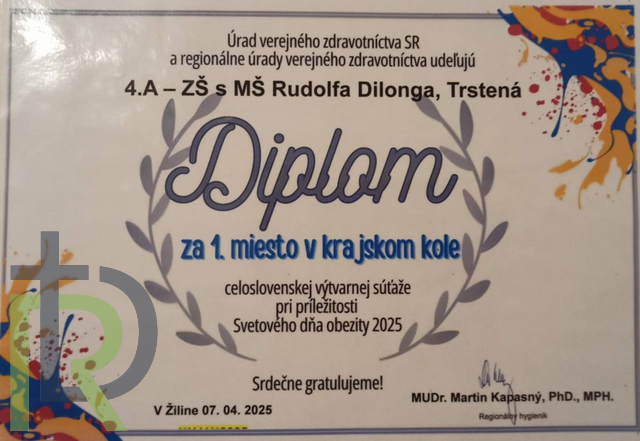 Úrad verejného zdravotníctva SR
a regionálne úrady verejného zdravotníctva udeľujú
4.A – ZŠ s MŠ Rudolfa Dilonga, Trstená
Diplom
za 1. miesto v krajskom kole
celoslovenskej výtvarnej súťaže
pri príležitosti
Svetového dňa obezity 2025
Srdečne gratulujeme!
MUDr. Martin Kapasný, PhD., MPH.
Regionálny hygienik
V Žiline 07. 04. 2025